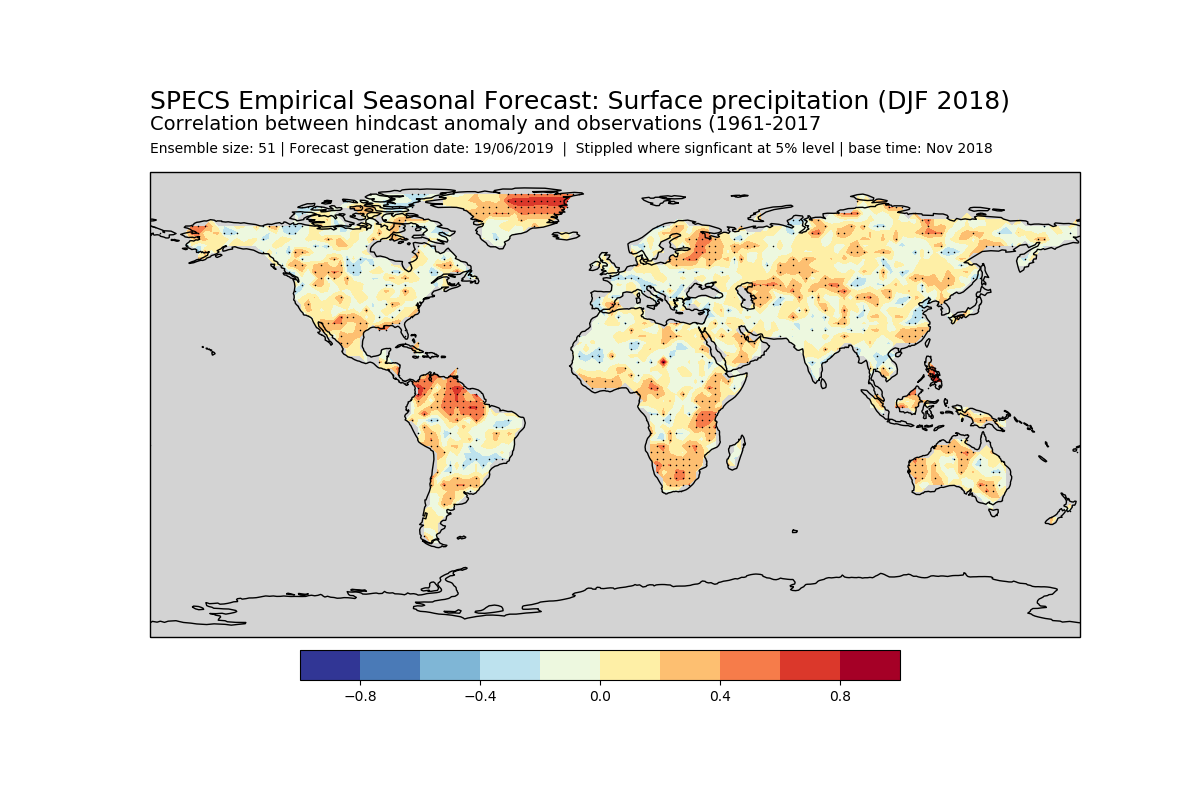 SPECS Empirical Seasonal Forecast: Surface precipitation (DJF 2018)
Correlation between hindcast anomaly and observations (1961-2017
Ensemble size: 51 | Forecast generation date: 19/06/2019  |  Stippled where signficant at 5% level | base time: Nov 2018
−0.8 −0.4 0.0 0.4 0.8